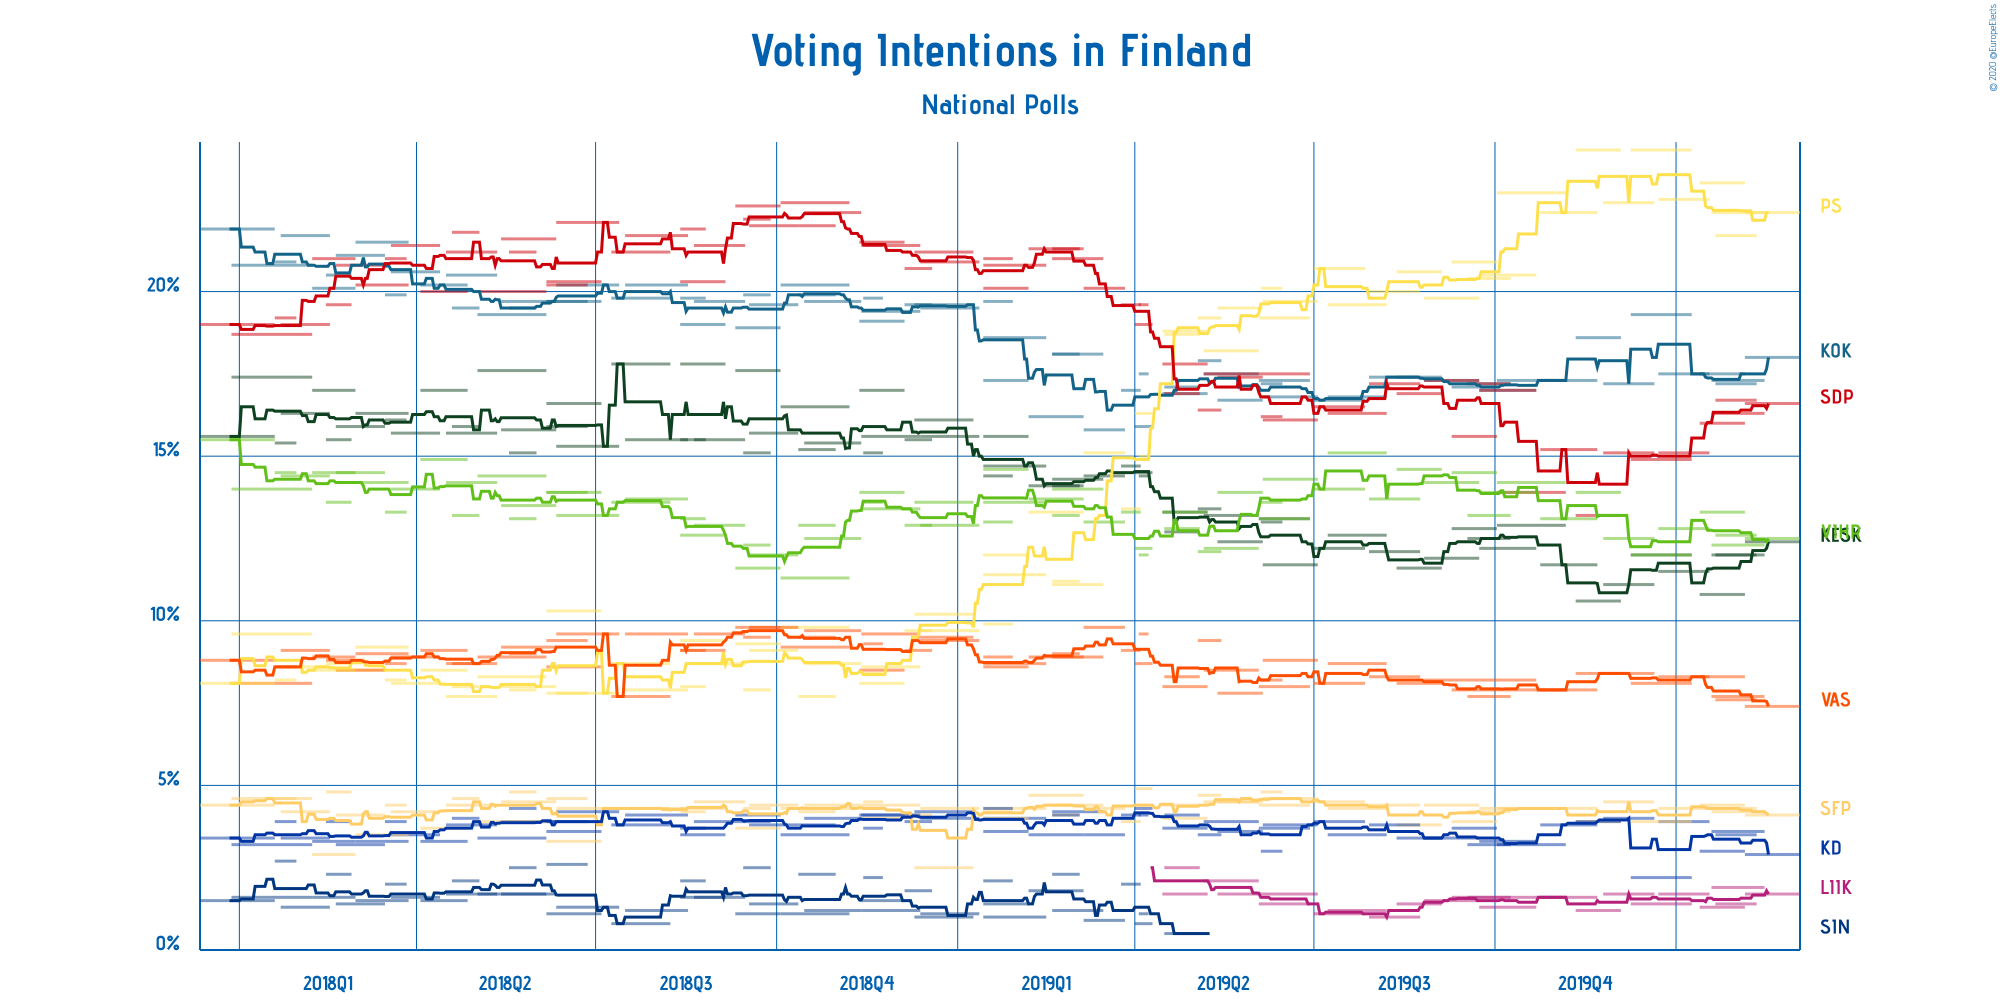 Voting Intentions in Finland
National Polls
© 2020 @EuropeElects
20%
15%
10%
5%
0%
PS
KOK
SDP
VIHR
KESK
VAS
SFP
KD
LIIK
SIN
2018Q1
2018Q2
2018Q3
2018Q4
2019Q1
2019Q2
2019Q3
2019Q4